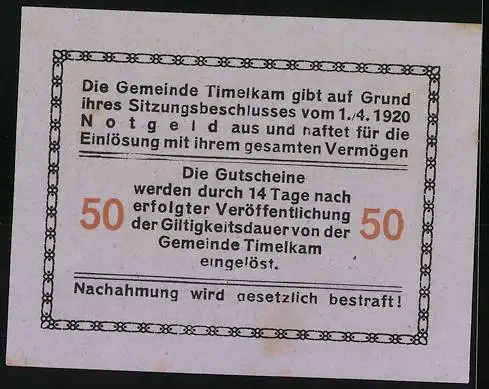 Die Gemeinde Timelkam gibt auf Grund
ihres Sitzungsbeschlusses vom 1./4. 1920
Notgeld aus und haftet für die
Einlösung mit ihrem gesamten Vermögen
Die Gutscheine
werden durch 14 Tage nach
50 erfolgter Veröffentlichung 50
der Giltigkeitsdauer von der
Gemeinde Timelkam
eingelöst.
Nachahmung wird gesetzlich bestraft!